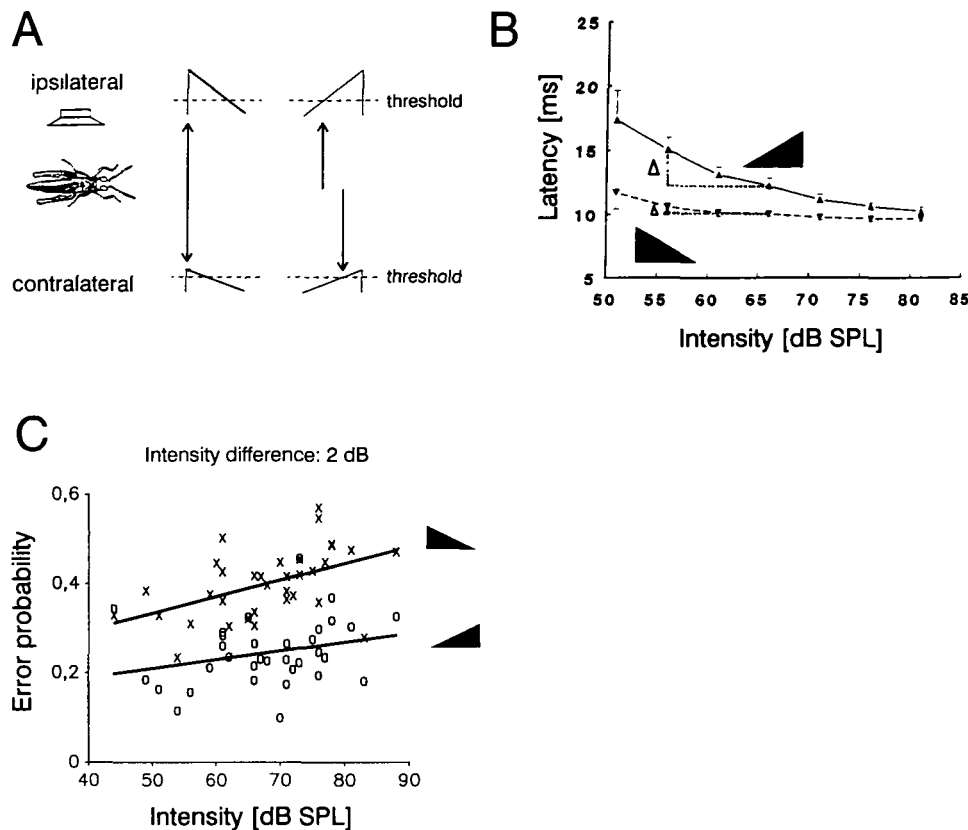 A
ipsilateral
threshold
contralateral
threshold
B
Latency [ms]
25
20
15
10
5
Δ
Δ
50 55 60 65 70 75 80 85
Intensity [dB SPL]
C
Intensity difference: 2 dB
Error probability
0,6
0,4
0,2
0
40 50 60 70 80 90
Intensity [dB SPL]